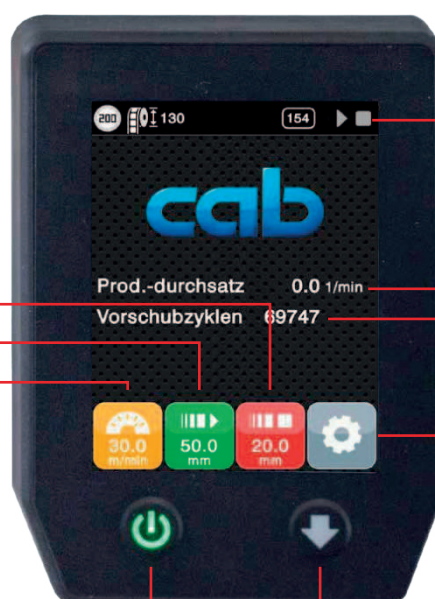 200 130 154
cab
Prod.-durchsatz 0.0 1/min
Vorschubzyklen 69747
30.0 50.0 20.0
m/min mm mm